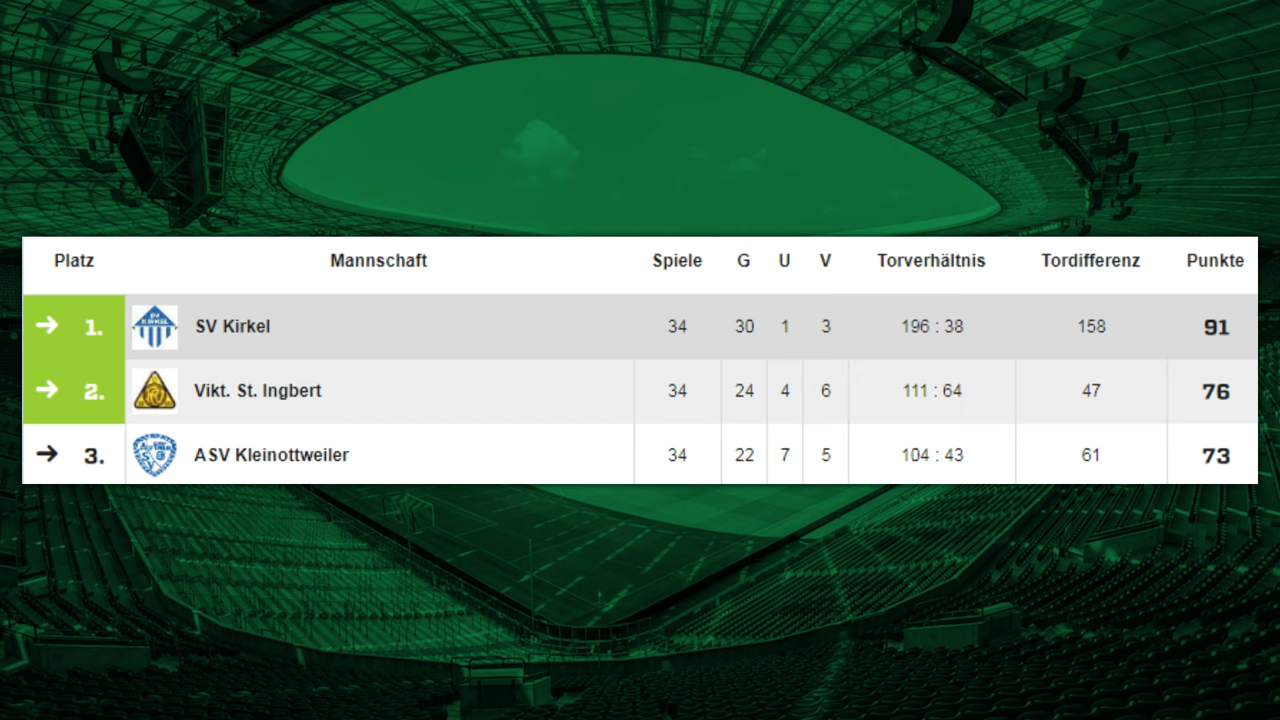 Platz Mannschaft Spiele G U V Torverhältnis Tordifferenz Punkte
1. SV KIRKEL SV Kirkel 34 30 1 3 196 : 38 158 91
2. Vikt. St. Ingbert 34 24 4 6 111 : 64 47 76
3. ASV Kleinottweiler 34 22 7 5 104 : 43 61 73